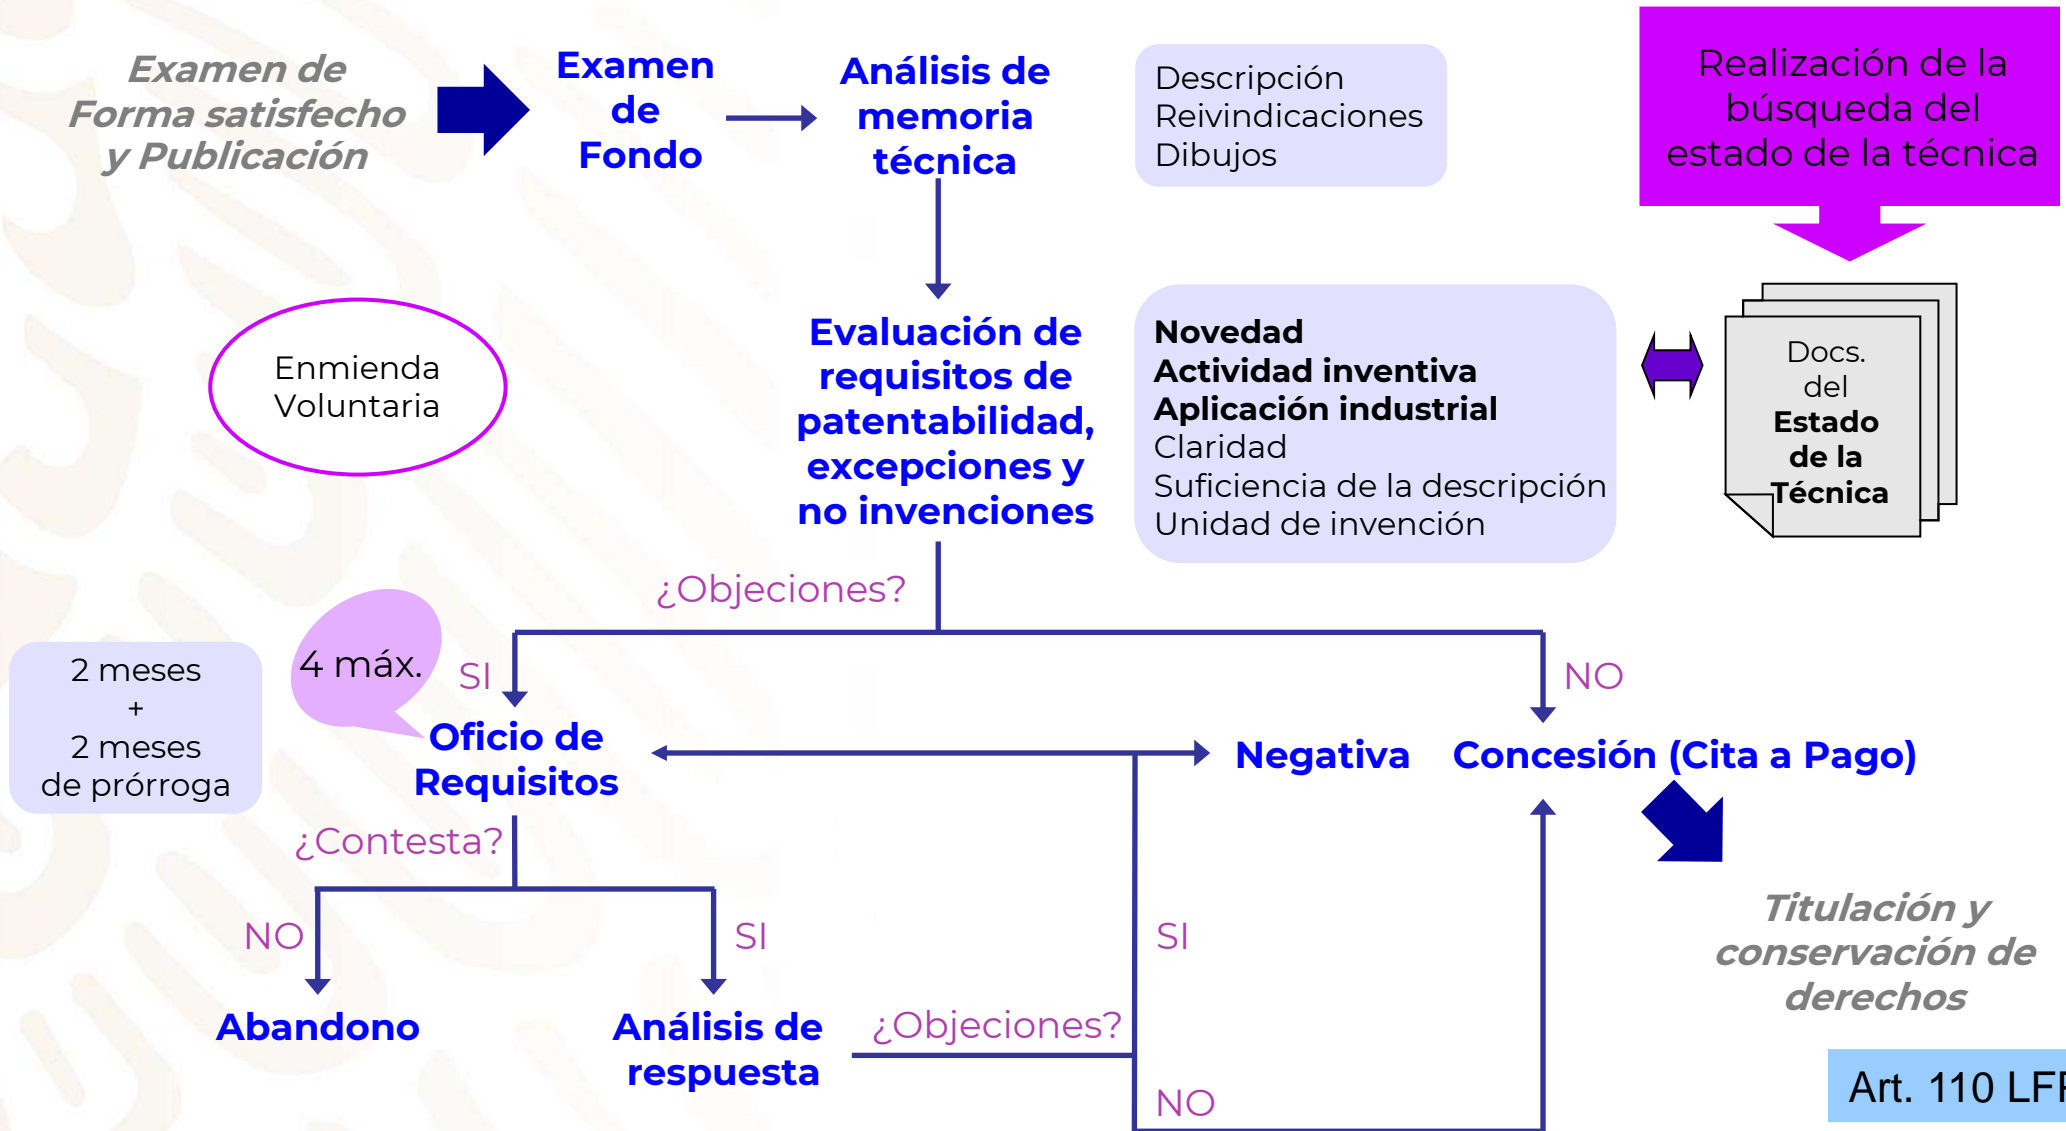 Examen de
Forma satisfecho
y Publicación
Examen
de
Fondo
Análisis de
memoria
técnica
Descripción
Reivindicaciones
Dibujos
Realización de la
búsqueda del
estado de la técnica
Enmienda
Voluntaria
Evaluación de
requisitos de
patentabilidad,
excepciones y
no invenciones
Novedad
Actividad inventiva
Aplicación industrial
Claridad
Suficiencia de la descripción
Unidad de invención
Docs.
del
Estado
de la
Técnica
¿Objeciones?
2 meses
+
2 meses
de prórroga
4 máx.
SI
NO
Oficio de
Requisitos
Negativa
Concesión (Cita a Pago)
¿Contesta?
NO
SI
SI
Abandono
Análisis de
respuesta
¿Objeciones?
NO
Titulación y
conservación de
derechos
Art. 110